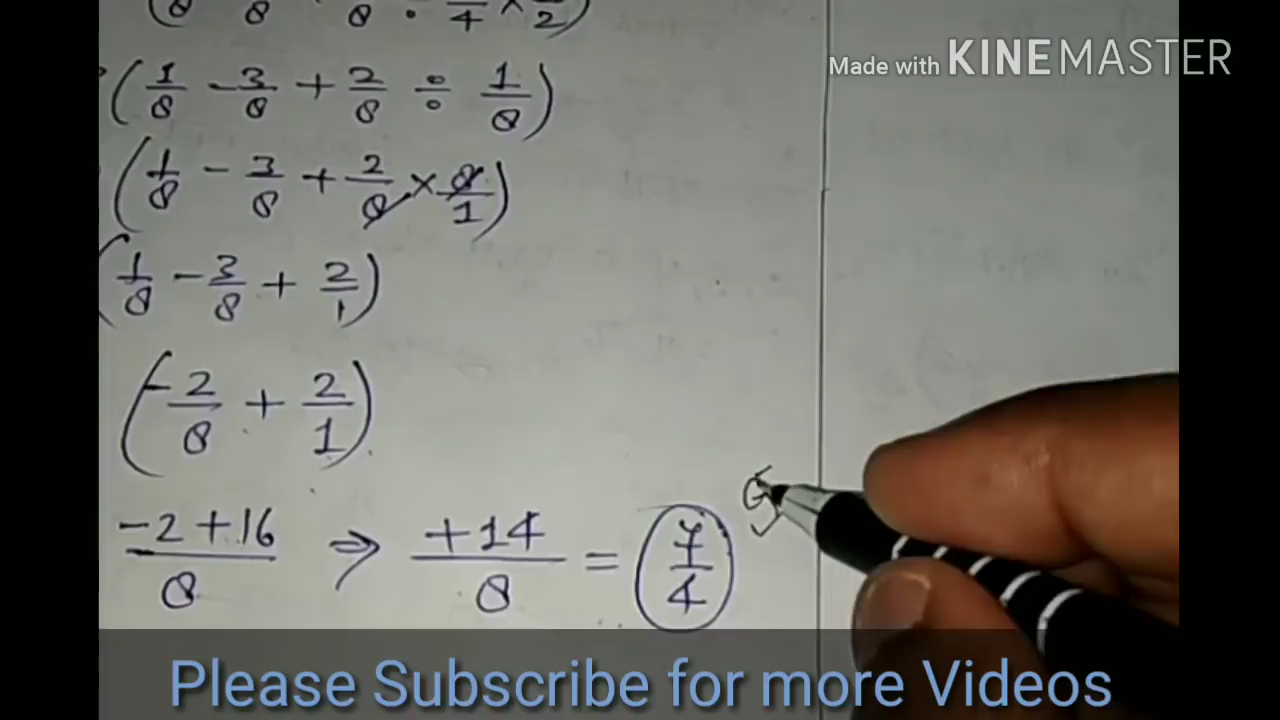 Made with KINEMASTER
(1/8 - 3/8 + 2/8 ÷ 1/8)
(1/8 - 3/8 + 2/8 × 8/1)
(1/8 - 3/8 + 2/1)
(-2/8 + 2/1)
-2+16/8 ⇒ +14/8 = 7/4
Please Subscribe for more Videos